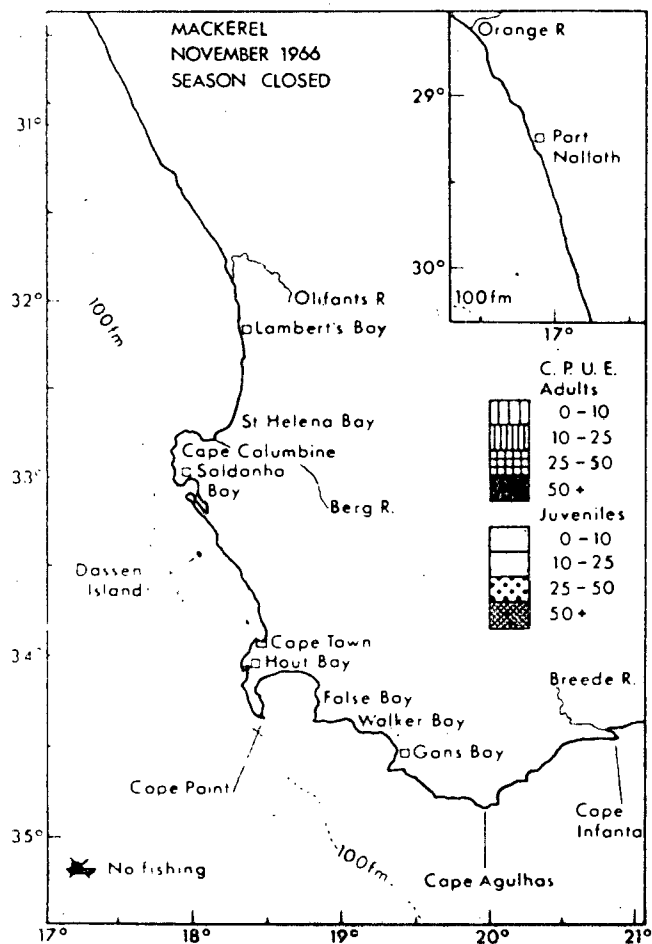 MACKEREL
NOVEMBER 1966
SEASON CLOSED
Orange R
29°
Port
Nolloth
30°
100fm
17°
31°
32°
33°
34°
35°
100fm
Olifants R
Lambert's Bay
St Helena Bay
Cape Columbine
Saldanha
Bay
Berg R.
Dassen
Island
Cape Town
Hout Bay
False Bay
Walker Bay
Gans Bay
Breede R.
Cape Point
Cape
Infanta
100fm
Cape Agulhas
No fishing
C. P. U. E.
Adults
0-10
10-25
25-50
50+
Juveniles
0-10
10-25
25-50
50+
17°
18°
19°
20°
21°